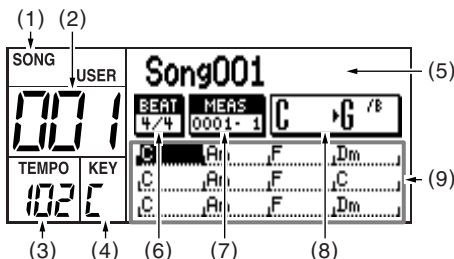 (1) (2)
SONG
USER
001
Song001
(5)
BEAT
4/4
MEAS
0001- 1
C ▸G /B
TEMPO
102
KEY
C
C Am F Dm
C Am F C
C Am F Dm
(9)
(3) (4) (6) (7) (8)